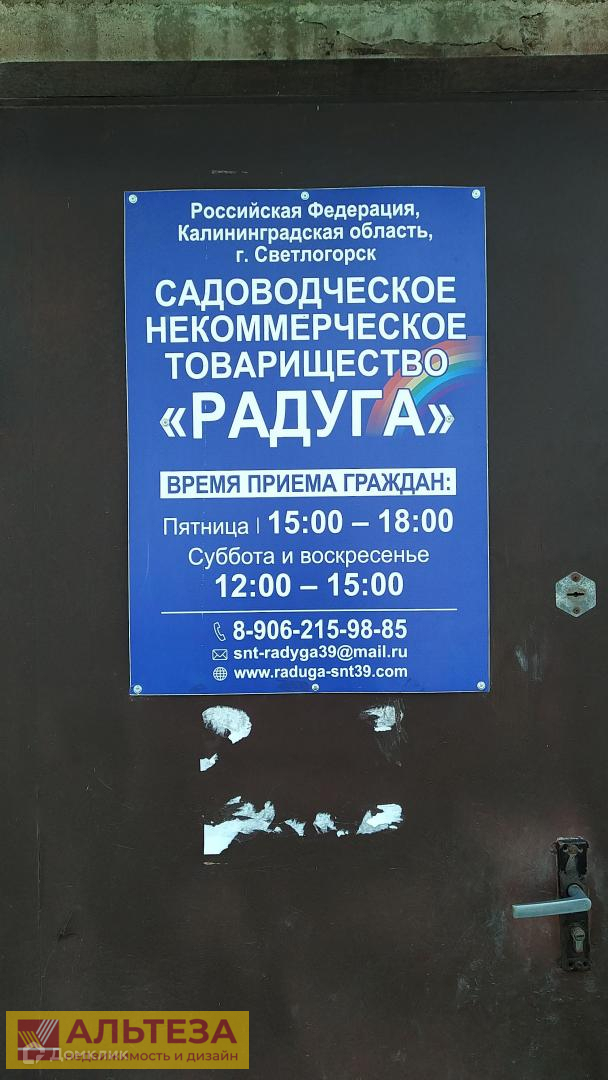 Российская Федерация,
Калининградская область,
г. Светлогорск
САДОВОДЧЕСКОЕ
НЕКОММЕРЧЕСКОЕ
ТОВАРИЩЕСТВО
«РАДУГА»
ВРЕМЯ ПРИЕМА ГРАЖДАН:
Пятница | 15:00 – 18:00
Суббота и воскресенье
12:00 – 15:00
8-906-215-98-85
snt-radyga39@mail.ru
www.raduga-snt39.com
АЛЬТЕЗА
недвижимость и дизайн
Домклик